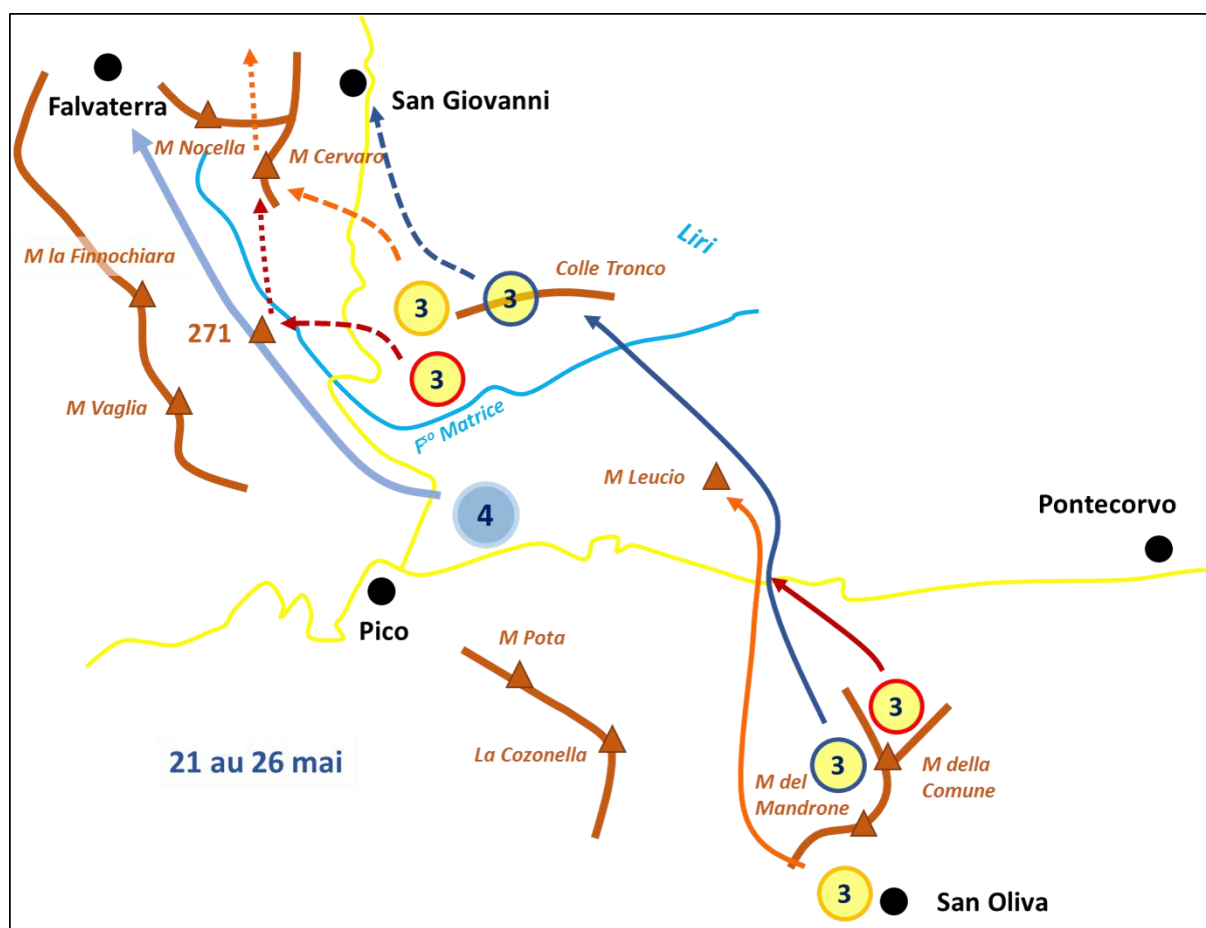 Falvaterra
San Giovanni
M Nocella
M Cervaro
Liri
M la Finnochiara
Colle Tronco
3
3
271
3
M Vaglia
Fso Matrice
M Leucio
4
Pontecorvo
Pico
M Pota
3
21 au 26 mai
La Cozonella
3
M della
Comune
M del
Mandrone
3
San Oliva